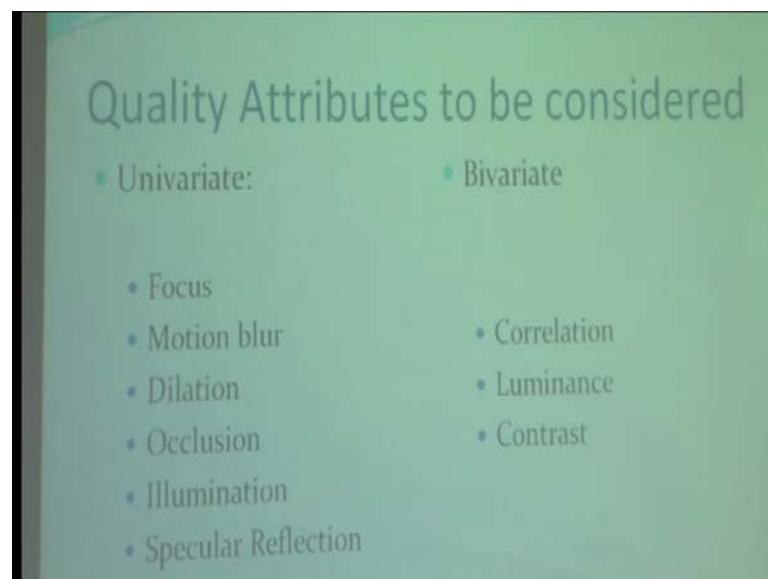 Quality Attributes to be considered
• Univariate:
• Focus
• Motion blur
• Dilation
• Occlusion
• Illumination
• Specular Reflection
• Bivariate
• Correlation
• Luminance
• Contrast